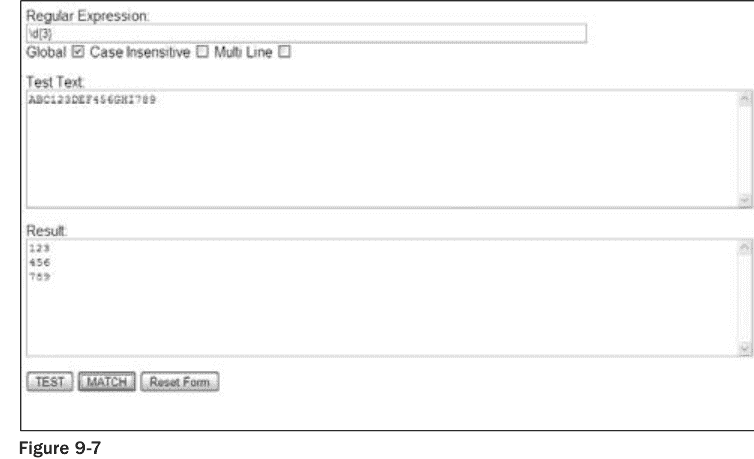 Regular Expression:
\d{3}
Global Case Insensitive Multi Line
Test Text:
ABC123DEF456GHI789
Result:
123
456
789
TEST MATCH Reset Form
Figure 9-7